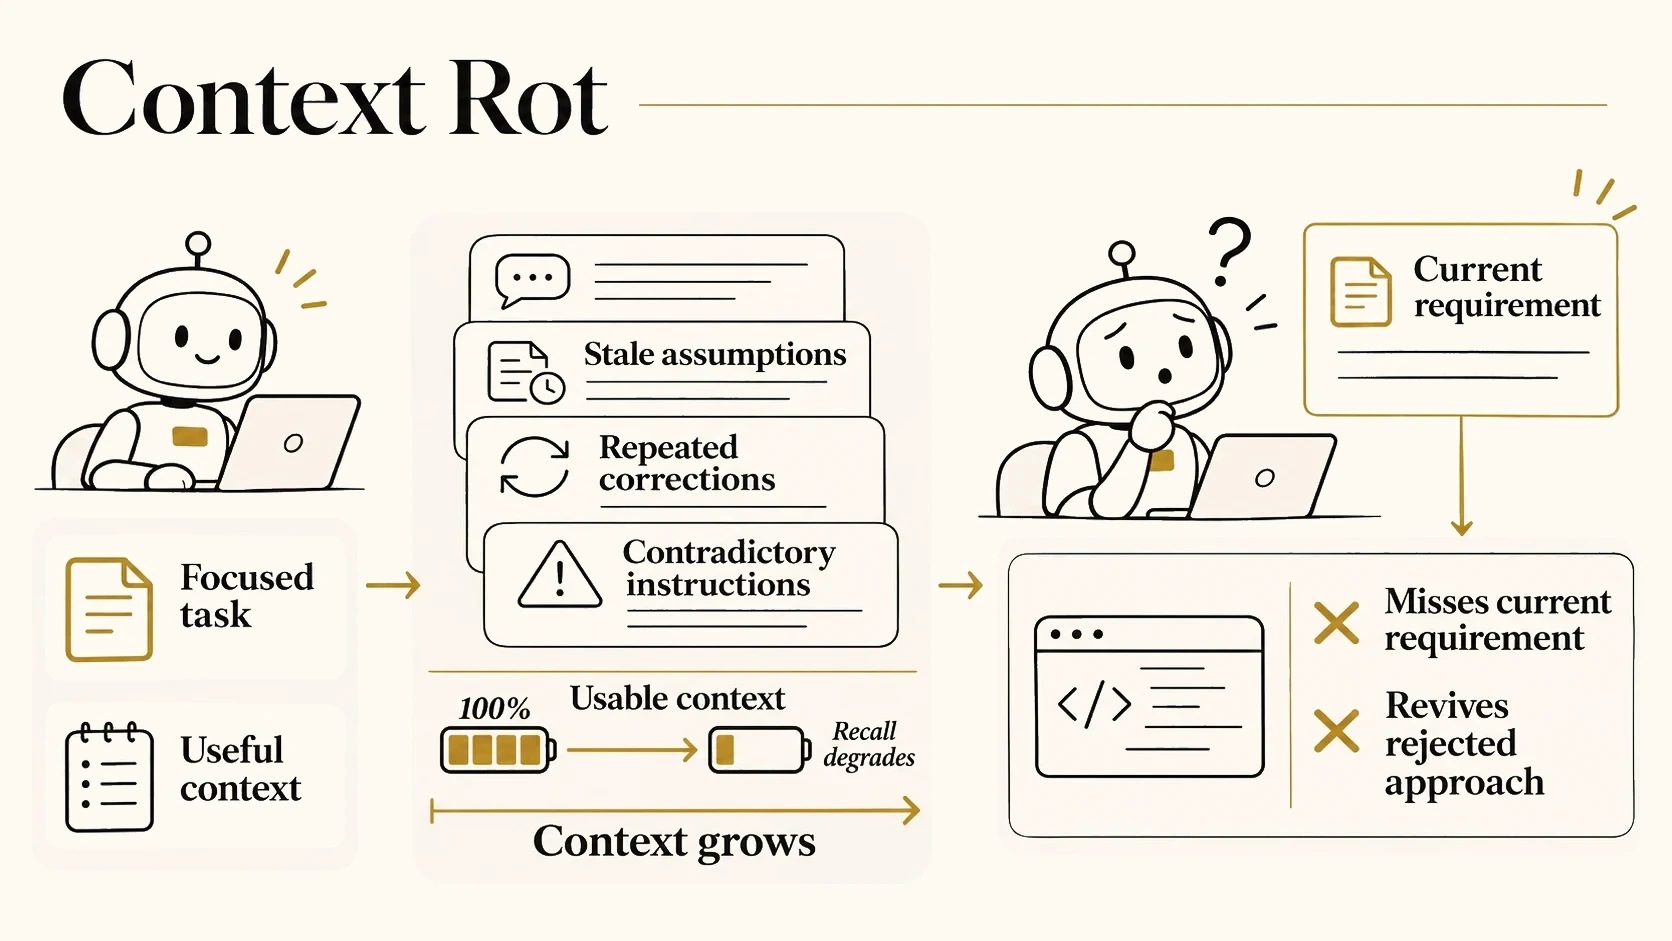 Context Rot
Focused
task
Useful
context
Stale assumptions
Repeated
corrections
Contradictory
instructions
Usable context
100%
Recall
degrades
Context grows
?
Current
requirement
</>
Misses current
requirement
Revives
rejected
approach